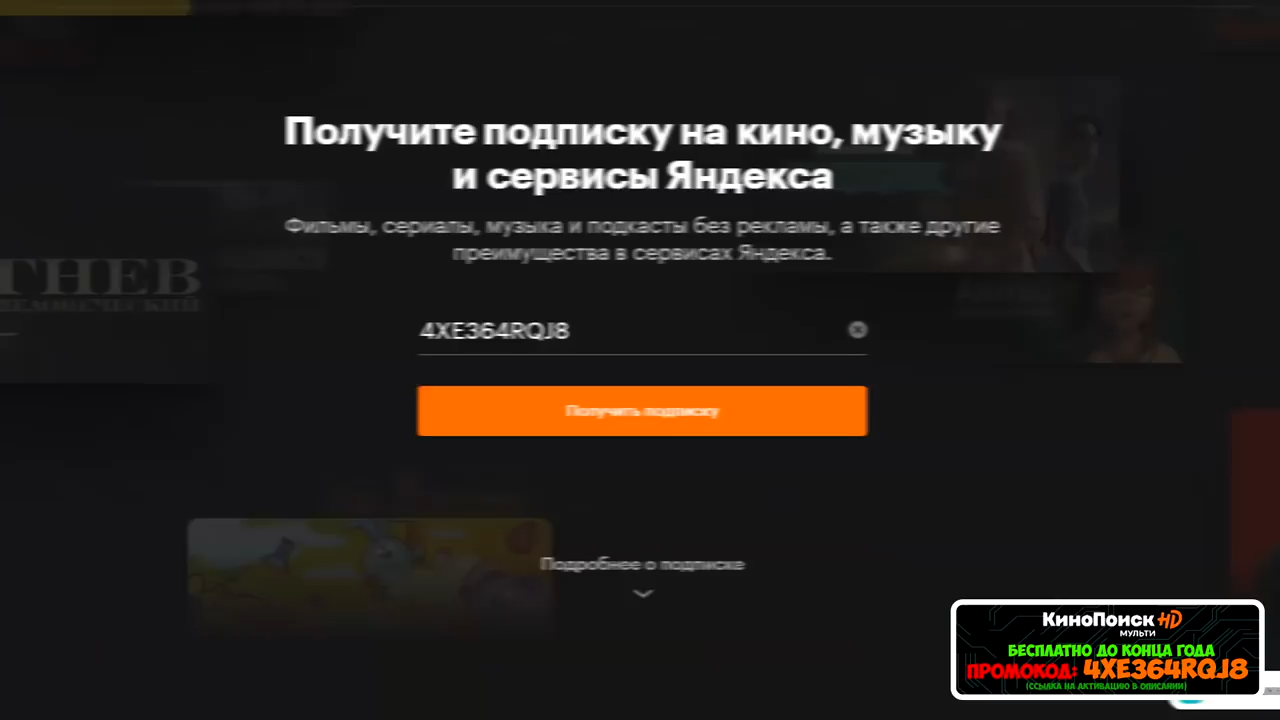 Получите подписку на кино, музыку
и сервисы Яндекса
Фильмы, сериалы, музыка и подкасты без рекламы, а также другие
преимущества в сервисах Яндекса.
ГНЕВ
4XE364RQJ8
Получить подписку
Подробнее о подписке
КиноПоиск HD
МУЛЬТИ
БЕСПЛАТНО ДО КОНЦА ГОДА
ПРОМОКОД: 4XE364RQJ8
(ССЫЛКА НА АКТИВАЦИЮ В ОПИСАНИИ)